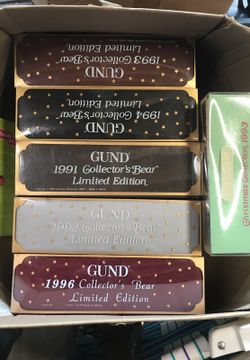 GUND
1993 Collector's Bear
Limited Edition
GUND
1994 Collector's Bear
Limited Edition
GUND
1991 Collector's Bear
Limited Edition
GUND
1992 Collector's Bear
Limited Edition
GUND
1996 Collector's Bear
Limited Edition
Christmas Collection 1993